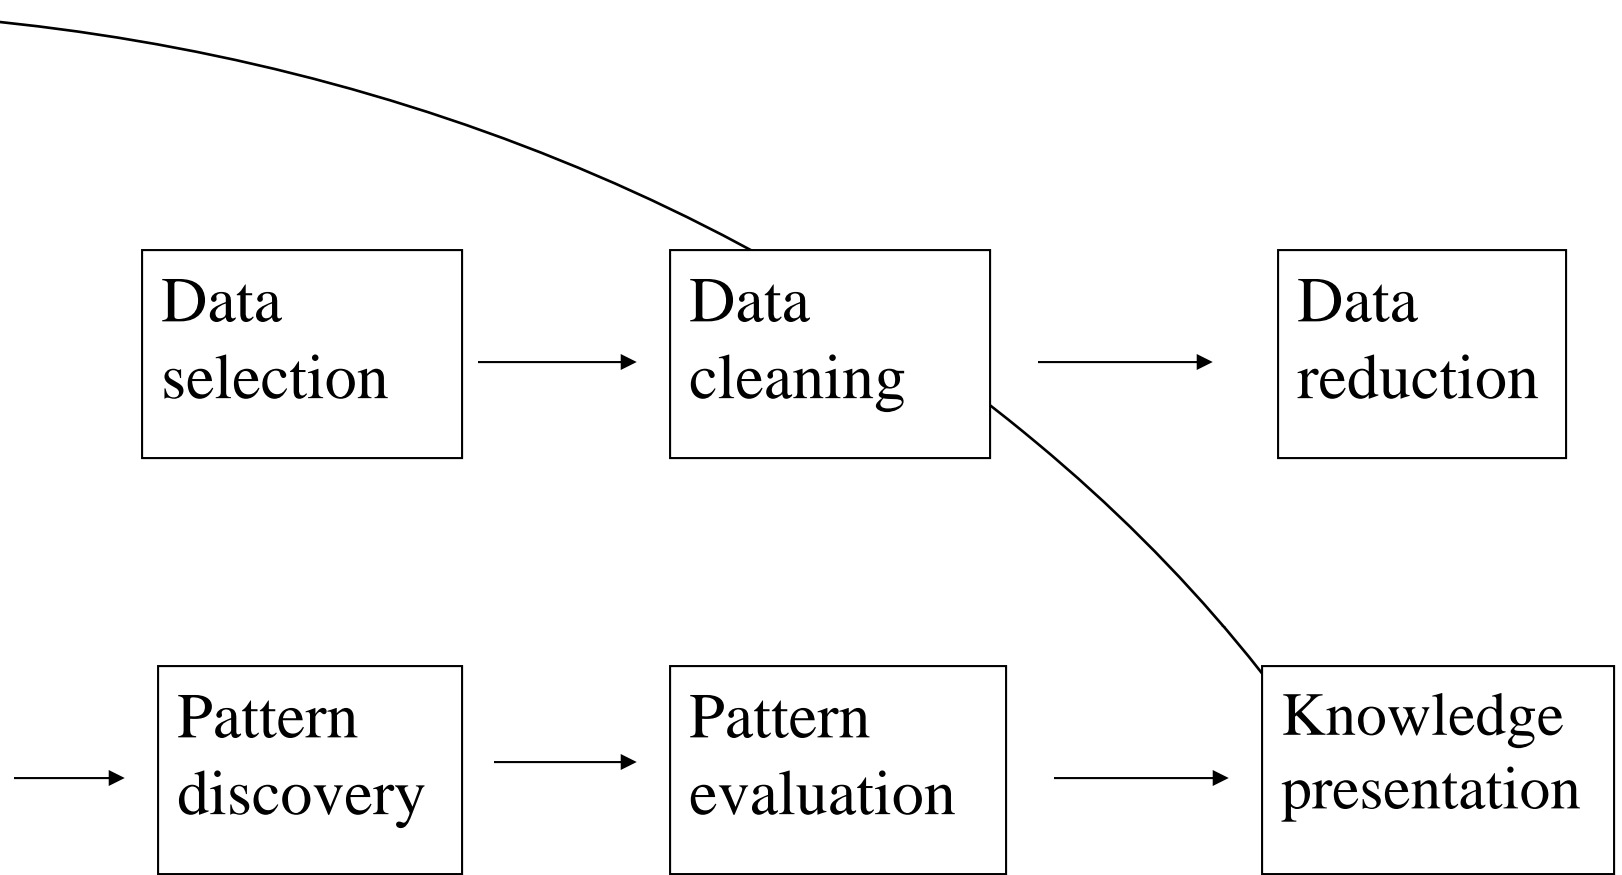 Data
selection
Data
cleaning
Data
reduction
Pattern
discovery
Pattern
evaluation
Knowledge
presentation